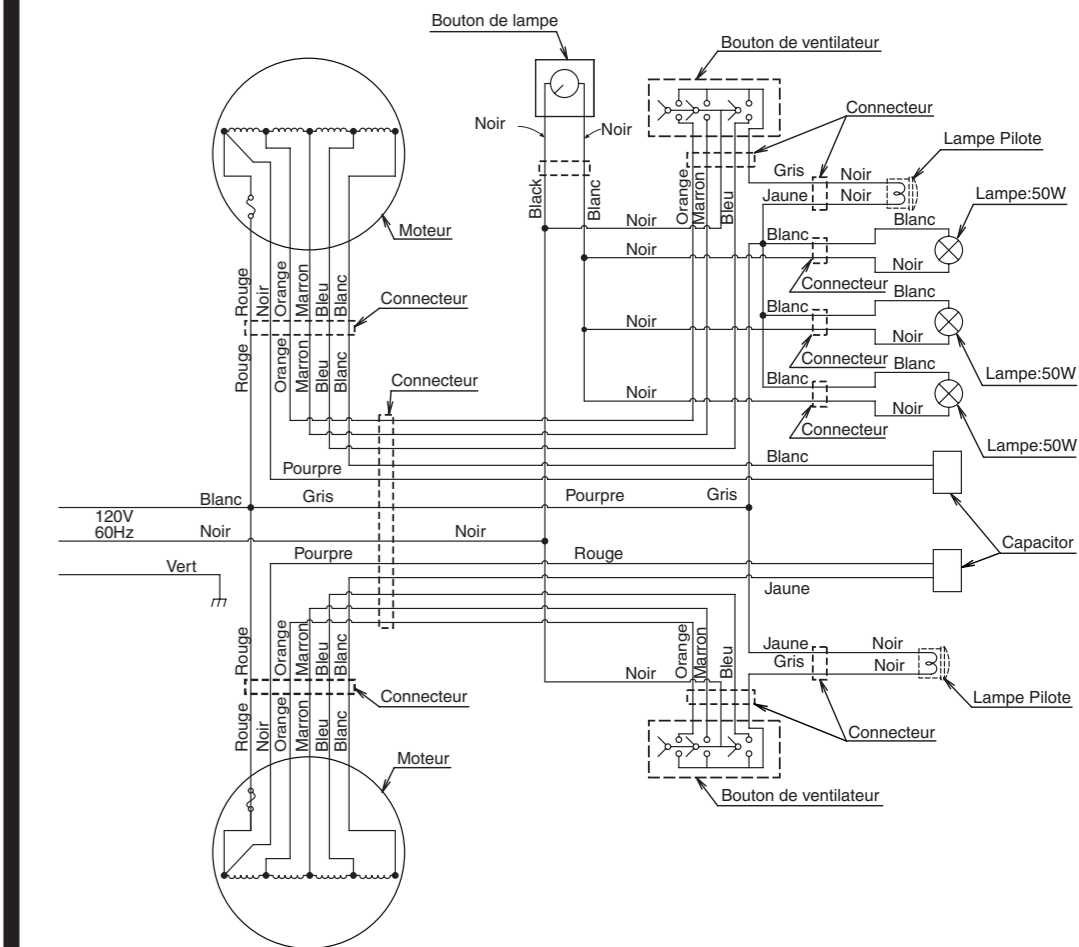 Bouton de lampe
Bouton de ventilateur
Connecteur
Lampe Pilote
Noir
Noir
Gris
Noir
Jaune
Noir
Lampe:50W
Black
Blanc
Orange
Marron
Bleu
Moteur
Noir
Blanc
Blanc
Noir
Noir
Connecteur
Rouge
Noir
Orange
Marron
Bleu
Blanc
Connecteur
Blanc
Blanc
Noir
Noir
Connecteur
Lampe:50W
Rouge
Orange
Marron
Bleu
Blanc
Connecteur
Blanc
Blanc
Noir
Noir
Connecteur
Lampe:50W
Blanc
Pourpre
Blanc
Gris
Pourpre
Gris
120V
60Hz
Noir
Noir
Capacitor
Pourpre
Rouge
Vert
Jaune
Rouge
Orange
Marron
Bleu
Blanc
Orange
Marron
Bleu
Jaune
Noir
Gris
Noir
Noir
Connecteur
Lampe Pilote
Rouge
Noir
Orange
Marron
Bleu
Blanc
Connecteur
Moteur
Bouton de ventilateur